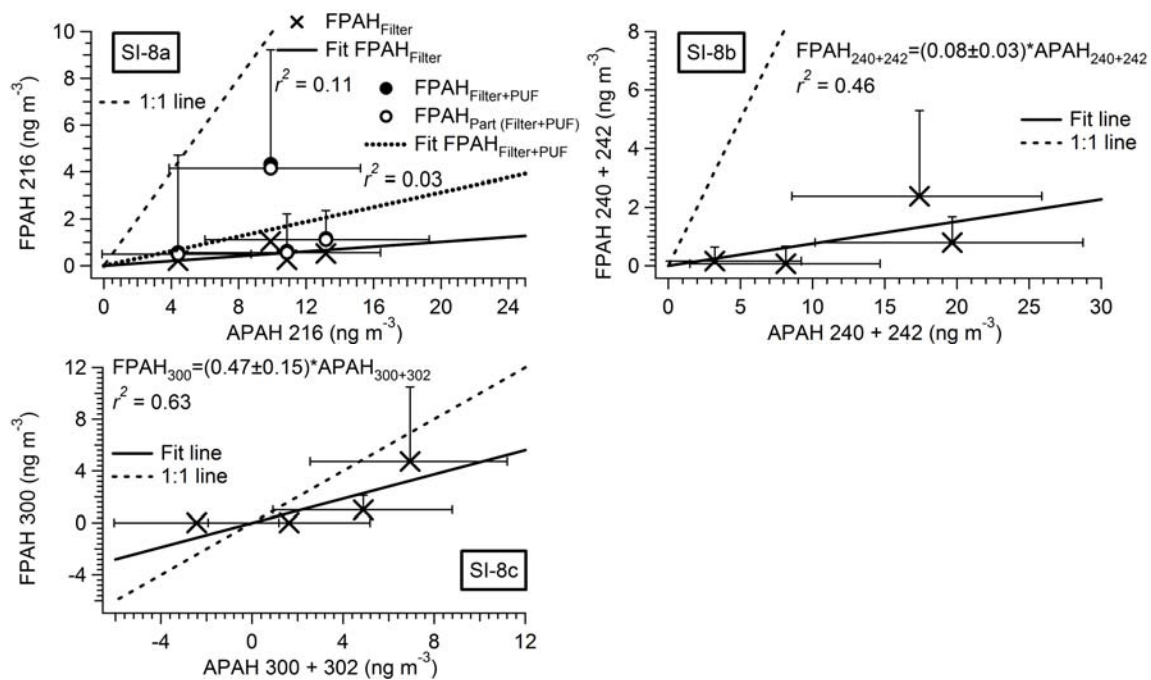 SI-8a
FPAH 216 (ng m⁻³)
10
8
6
4
2
0
1:1 line
FPAH_Filter
Fit FPAH_Filter
r² = 0.11
FPAH_Filter+PUF
FPAH_Part (Filter+PUF)
Fit FPAH_Filter+PUF
r² = 0.03
0 4 8 12 16 20 24
APAH 216 (ng m⁻³)
SI-8b
FPAH 240 + 242 (ng m⁻³)
8
6
4
2
0
FPAH_240+242=(0.08±0.03)*APAH_240+242
r² = 0.46
Fit line
1:1 line
0 5 10 15 20 25 30
APAH 240 + 242 (ng m⁻³)
FPAH 300 (ng m⁻³)
12
8
4
0
-4
FPAH_300=(0.47±0.15)*APAH_300+302
r² = 0.63
Fit line
1:1 line
SI-8c
-4 0 4 8 12
APAH 300 + 302 (ng m⁻³)